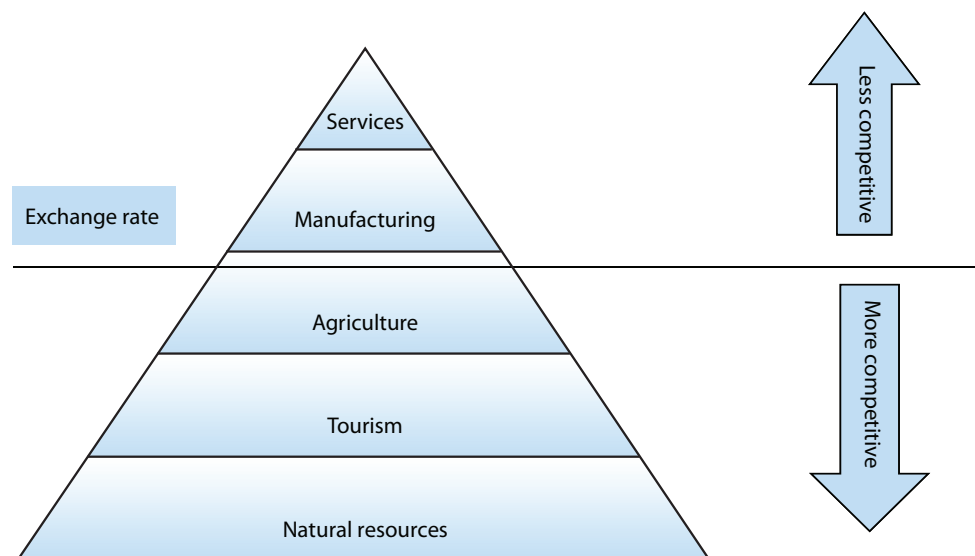 Services
Less competitive
Exchange rate
Manufacturing
Agriculture
More competitive
Tourism
Natural resources